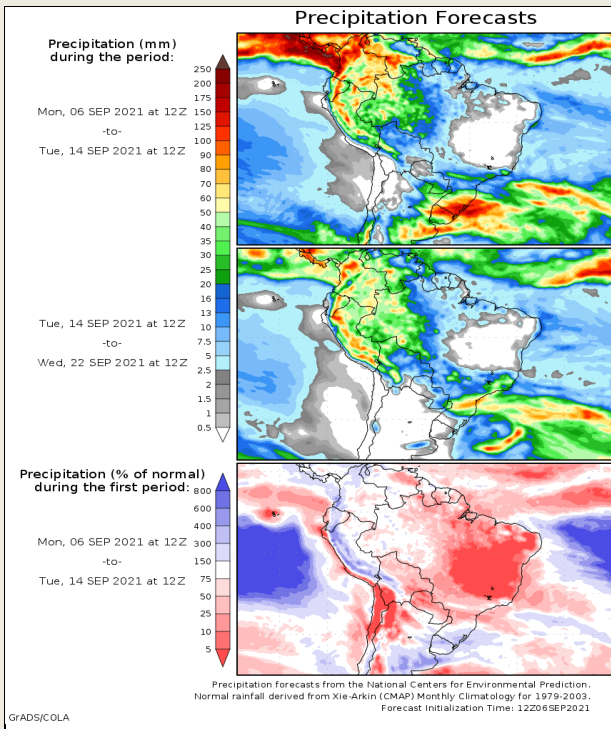 Precipitation Forecasts
Precipitation (mm)
during the period:
Mon, 06 SEP 2021 at 12Z
-to-
Tue, 14 SEP 2021 at 12Z
250
200
175
150
125
100
90
80
70
60
50
40
35
30
25
20
16
13
10
7.5
5
2.5
2
1.5
1
0.5
Tue, 14 SEP 2021 at 12Z
-to-
Wed, 22 SEP 2021 at 12Z
Precipitation (% of normal)
during the first period:
Mon, 06 SEP 2021 at 12Z
-to-
Tue, 14 SEP 2021 at 12Z
800
600
400
300
150
75
50
25
10
5
Precipitation forecasts from the National Centers for Environmental Prediction.
Normal rainfall derived from Xie-Arkin (CMAP) Monthly Climatology for 1979-2003.
Forecast Initialization Time: 12Z06SEP2021
GrADS/COLA